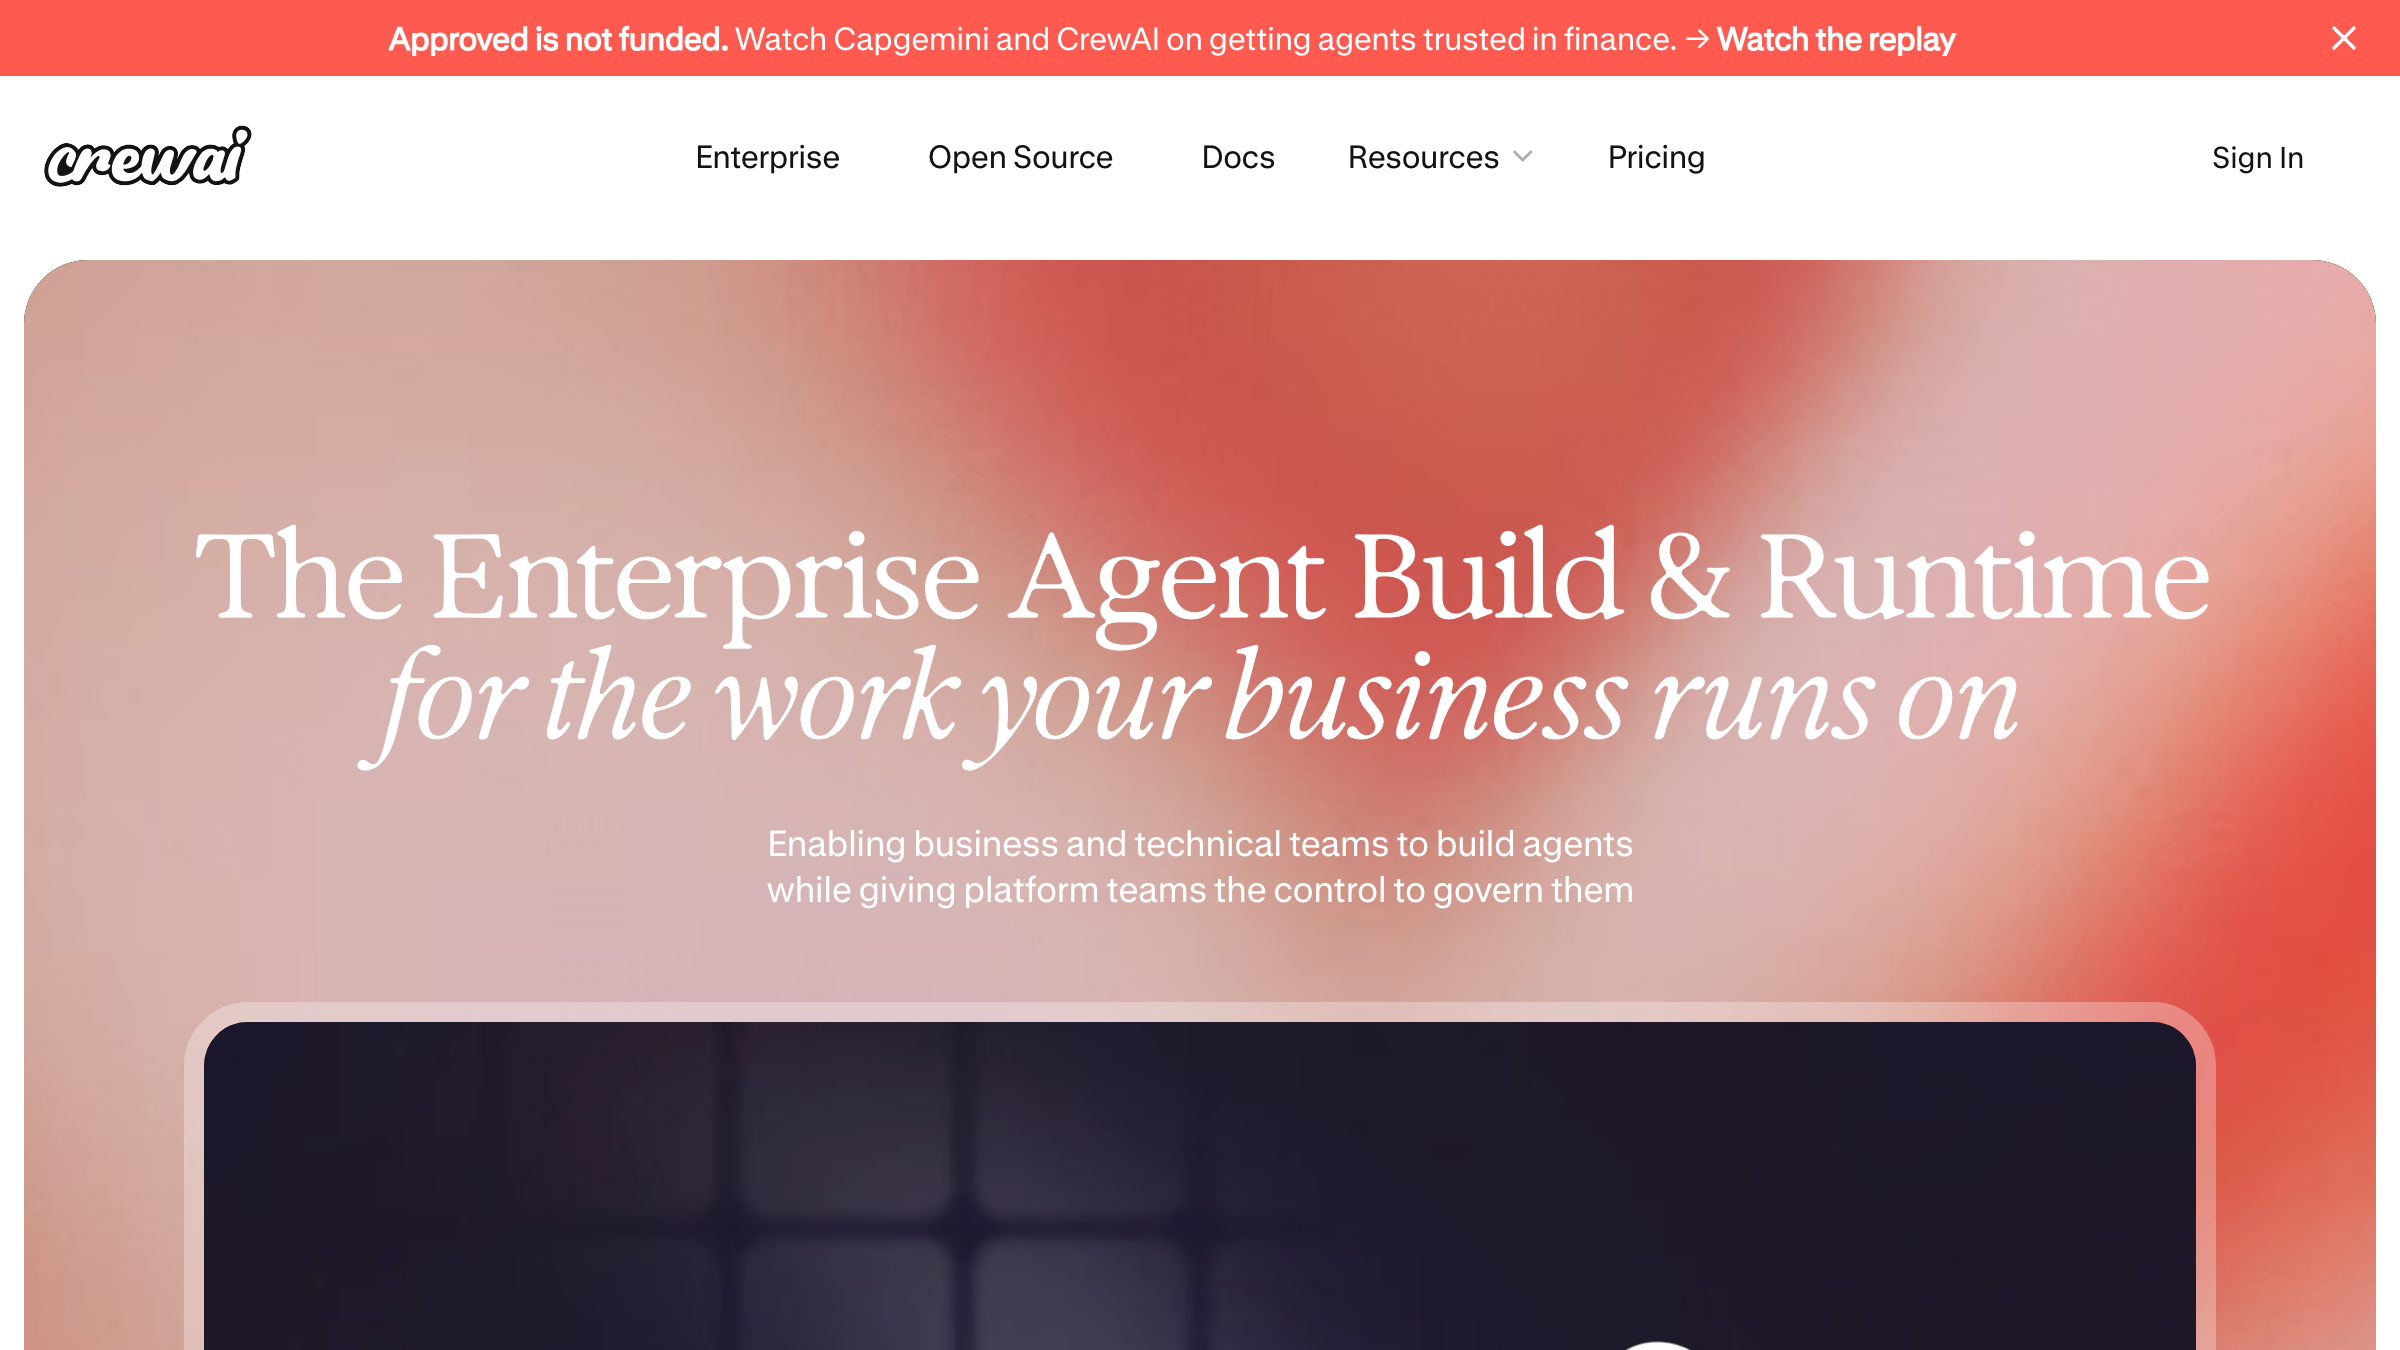 Approved is not funded. Watch Capgemini and CrewAI on getting agents trusted in finance. → Watch the replay
crewai
Enterprise
Open Source
Docs
Resources
Pricing
Sign In
The Enterprise Agent Build & Runtime
for the work your business runs on
Enabling business and technical teams to build agents
while giving platform teams the control to govern them